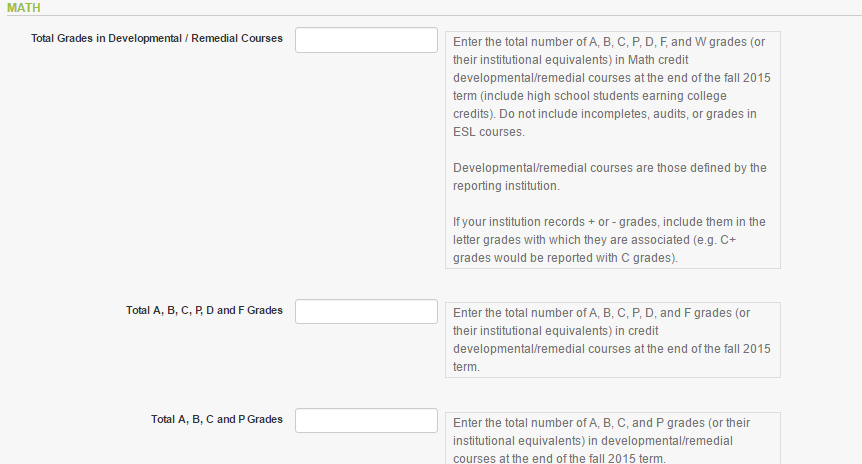 MATH
Total Grades in Developmental / Remedial Courses
Enter the total number of A, B, C, P, D, F, and W grades (or
their institutional equivalents) in Math credit
developmental/remedial courses at the end of the fall 2015
term (include high school students earning college
credits). Do not include incompletes, audits, or grades in
ESL courses.
Developmental/remedial courses are those defined by the
reporting institution.
If your institution records + or - grades, include them in the
letter grades with which they are associated (e.g. C+
grades would be reported with C grades).
Total A, B, C, P, D and F Grades
Enter the total number of A, B, C, P, D, and F grades (or
their institutional equivalents) in credit
developmental/remedial courses at the end of the fall 2015
term.
Total A, B, C and P Grades
Enter the total number of A, B, C, and P grades (or their
institutional equivalents) in developmental/remedial
courses at the end of the fall 2015 term.